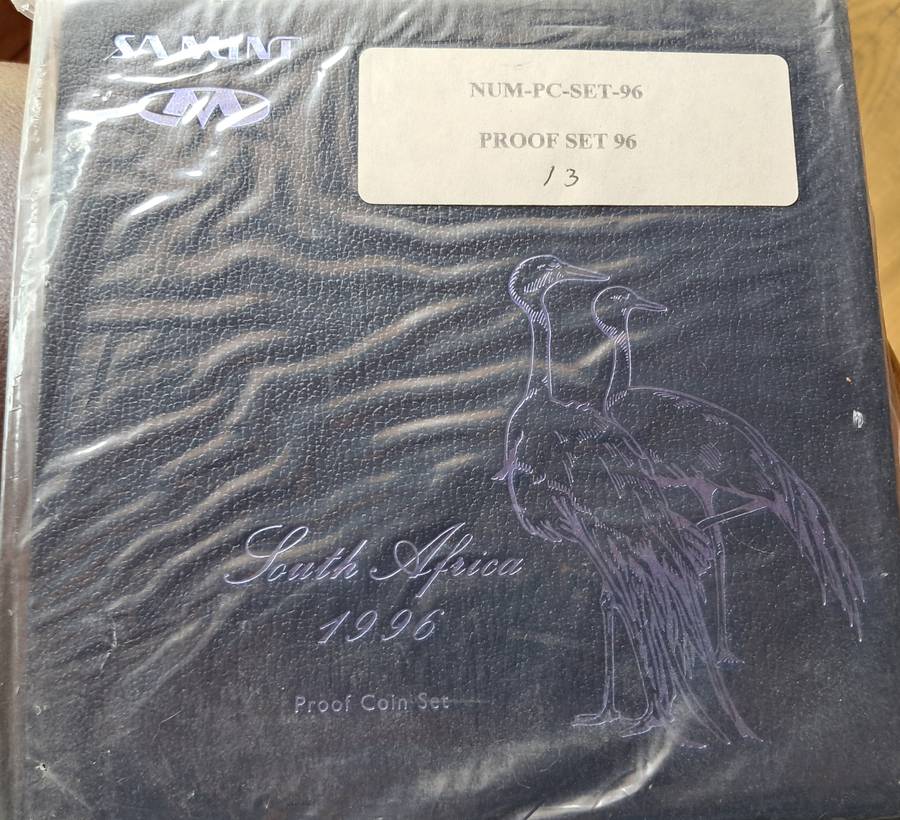 SA MINT
NUM-PC-SET-96
PROOF SET 96
13
South Africa
1996
Proof Coin Set